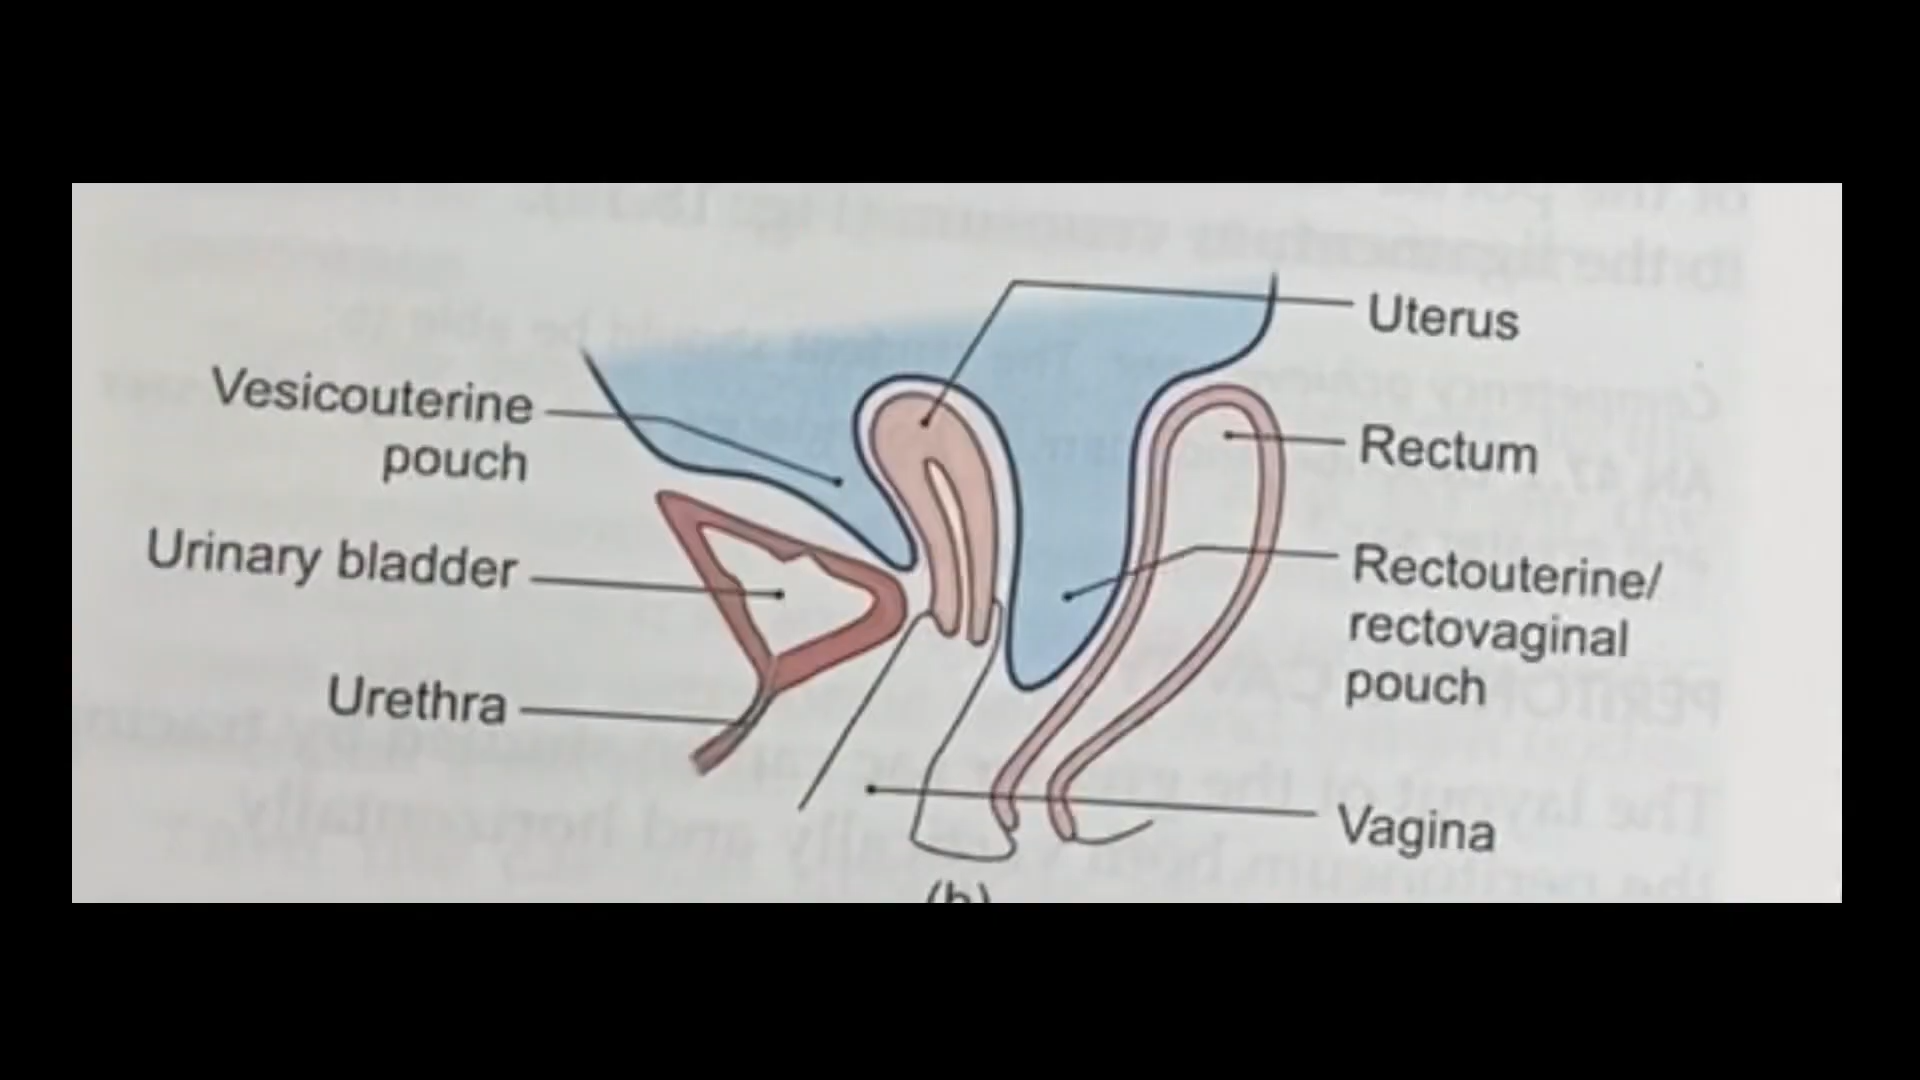 Uterus
Vesicouterine
pouch
Rectum
Urinary bladder
Rectouterine/
rectovaginal
pouch
Urethra
Vagina